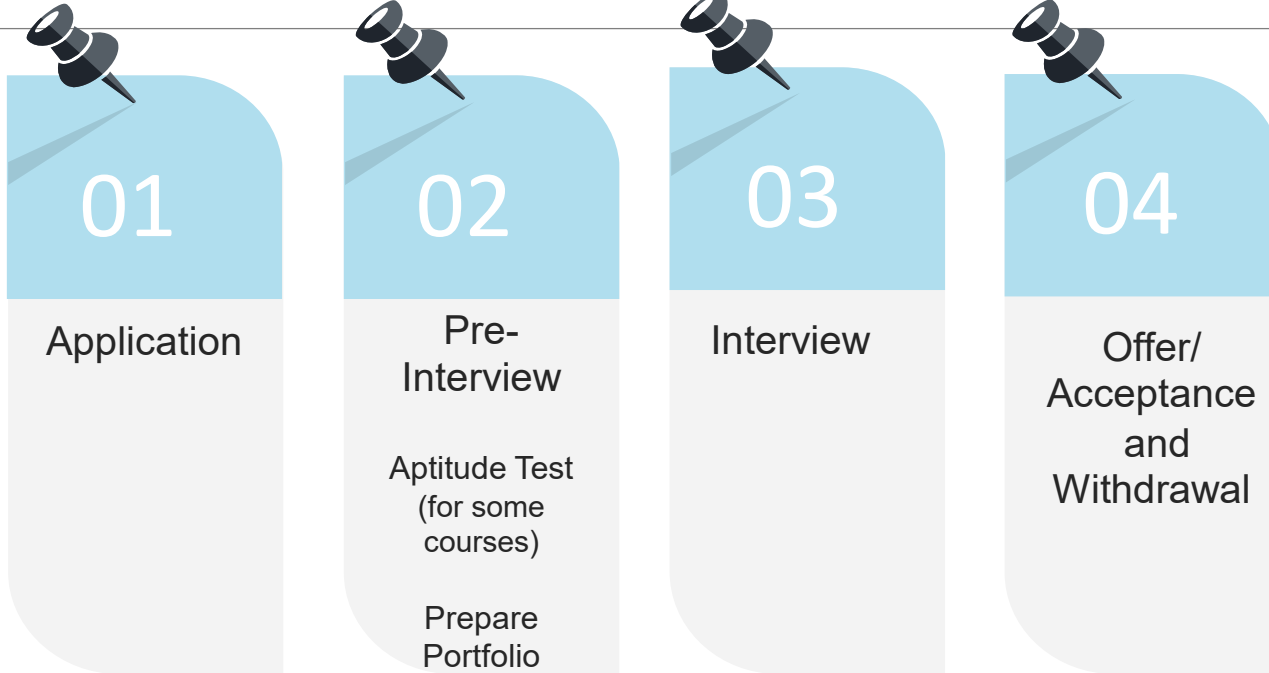 01
Application
02
Pre-
Interview
Aptitude Test
(for some
courses)
Prepare
Portfolio
03
Interview
04
Offer/
Acceptance
and
Withdrawal